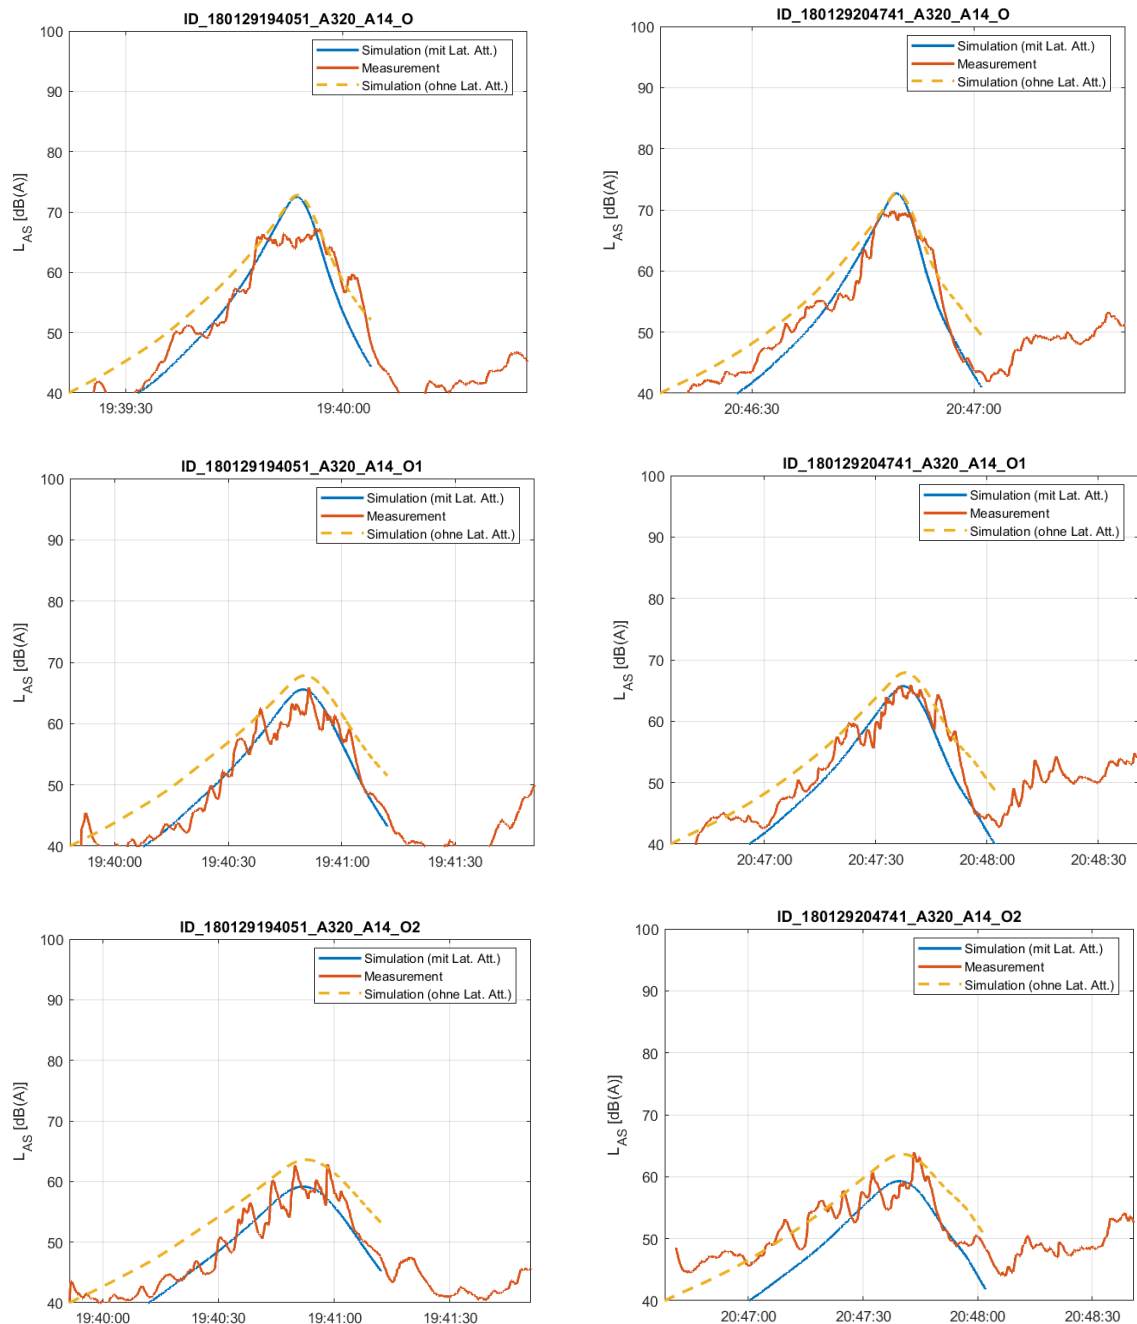 ID_180129194051_A320_A14_O
Simulation (mit Lat. Att.)
Measurement
Simulation (ohne Lat. Att.)
L_AS [dB(A)]
100
90
80
70
60
50
40
19:39:30
19:40:00
ID_180129204741_A320_A14_O
Simulation (mit Lat. Att.)
Measurement
Simulation (ohne Lat. Att.)
L_AS [dB(A)]
100
90
80
70
60
50
40
20:46:30
20:47:00
ID_180129194051_A320_A14_O1
Simulation (mit Lat. Att.)
Measurement
Simulation (ohne Lat. Att.)
L_AS [dB(A)]
100
90
80
70
60
50
40
19:40:00
19:40:30
19:41:00
19:41:30
ID_180129204741_A320_A14_O1
Simulation (mit Lat. Att.)
Measurement
Simulation (ohne Lat. Att.)
L_AS [dB(A)]
100
90
80
70
60
50
40
20:47:00
20:47:30
20:48:00
20:48:30
ID_180129194051_A320_A14_O2
Simulation (mit Lat. Att.)
Measurement
Simulation (ohne Lat. Att.)
L_AS [dB(A)]
100
90
80
70
60
50
40
19:40:00
19:40:30
19:41:00
19:41:30
ID_180129204741_A320_A14_O2
Simulation (mit Lat. Att.)
Measurement
Simulation (ohne Lat. Att.)
L_AS [dB(A)]
100
90
80
70
60
50
40
20:47:00
20:47:30
20:48:00
20:48:30